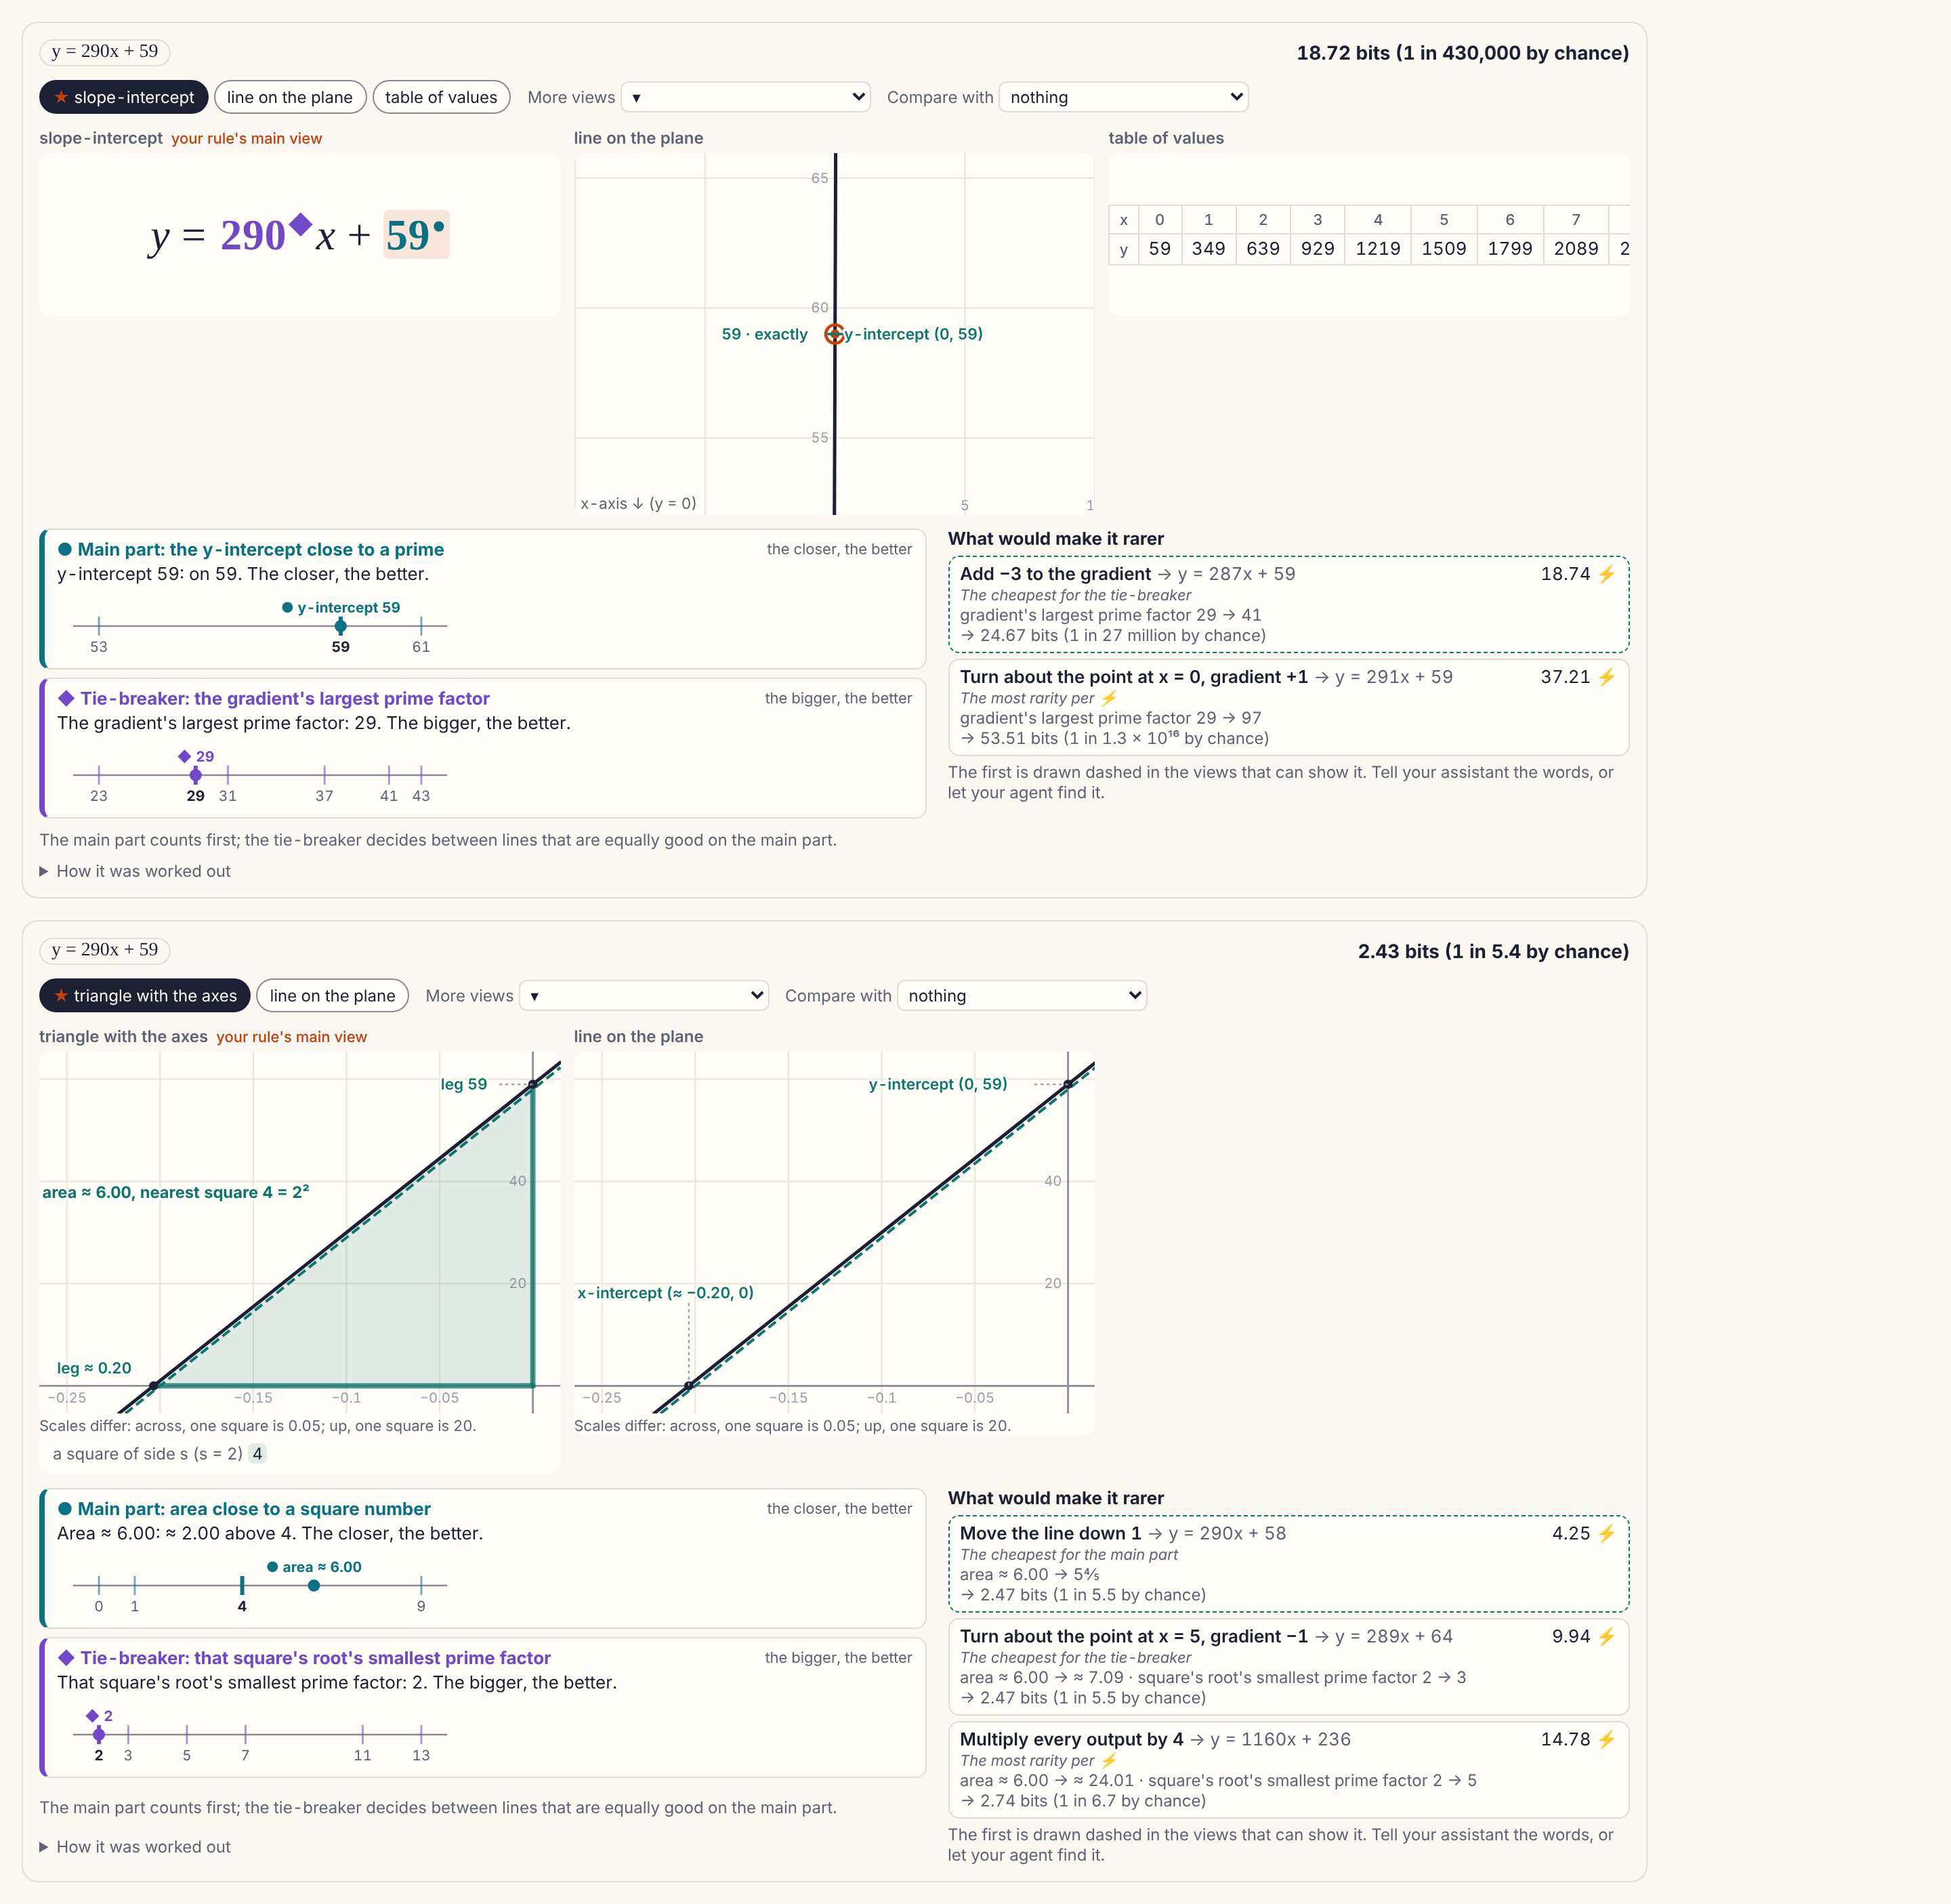 y = 290x + 59
18.72 bits (1 in 430,000 by chance)
★ slope-intercept
line on the plane
table of values
More views ▾
Compare with nothing
slope-intercept your rule's main view
y = 290◆x + 59●
line on the plane
65
60
59 · exactly
y-intercept (0, 59)
55
x-axis ↓ (y = 0)
5
1
table of values
x 0 1 2 3 4 5 6 7
y 59 349 639 929 1219 1509 1799 2089 2
● Main part: the y-intercept close to a prime
the closer, the better
y-intercept 59: on 59. The closer, the better.
● y-intercept 59
53 59 61
◆ Tie-breaker: the gradient's largest prime factor
the bigger, the better
The gradient's largest prime factor: 29. The bigger, the better.
◆ 29
23 29 31 37 41 43
The main part counts first; the tie-breaker decides between lines that are equally good on the main part.
▶ How it was worked out
What would make it rarer
Add −3 to the gradient → y = 287x + 59
18.74 ⚡
The cheapest for the tie-breaker
gradient's largest prime factor 29 → 41
→ 24.67 bits (1 in 27 million by chance)
Turn about the point at x = 0, gradient +1 → y = 291x + 59
37.21 ⚡
The most rarity per ⚡
gradient's largest prime factor 29 → 97
→ 53.51 bits (1 in 1.3 × 10¹⁶ by chance)
The first is drawn dashed in the views that can show it. Tell your assistant the words, or
let your agent find it.
y = 290x + 59
2.43 bits (1 in 5.4 by chance)
★ triangle with the axes
line on the plane
More views ▾
Compare with nothing
triangle with the axes your rule's main view
leg 59
40
area ≈ 6.00, nearest square 4 = 2²
20
leg ≈ 0.20
−0.25 −0.15 −0.1 −0.05
Scales differ: across, one square is 0.05; up, one square is 20.
a square of side s (s = 2) 4
line on the plane
y-intercept (0, 59)
40
20
x-intercept (≈ −0.20, 0)
−0.25 −0.15 −0.1 −0.05
Scales differ: across, one square is 0.05; up, one square is 20.
● Main part: area close to a square number
the closer, the better
Area ≈ 6.00: ≈ 2.00 above 4. The closer, the better.
● area ≈ 6.00
0 1 4 9
◆ Tie-breaker: that square's root's smallest prime factor
the bigger, the better
That square's root's smallest prime factor: 2. The bigger, the better.
◆ 2
2 3 5 7 11 13
The main part counts first; the tie-breaker decides between lines that are equally good on the main part.
▶ How it was worked out
What would make it rarer
Move the line down 1 → y = 290x + 58
4.25 ⚡
The cheapest for the main part
area ≈ 6.00 → 5⅘
→ 2.47 bits (1 in 5.5 by chance)
Turn about the point at x = 5, gradient −1 → y = 289x + 64
9.94 ⚡
The cheapest for the tie-breaker
area ≈ 6.00 → ≈ 7.09 · square's root's smallest prime factor 2 → 3
→ 2.47 bits (1 in 5.5 by chance)
Multiply every output by 4 → y = 1160x + 236
14.78 ⚡
The most rarity per ⚡
area ≈ 6.00 → ≈ 24.01 · square's root's smallest prime factor 2 → 5
→ 2.74 bits (1 in 6.7 by chance)
The first is drawn dashed in the views that can show it. Tell your assistant the words, or
let your agent find it.